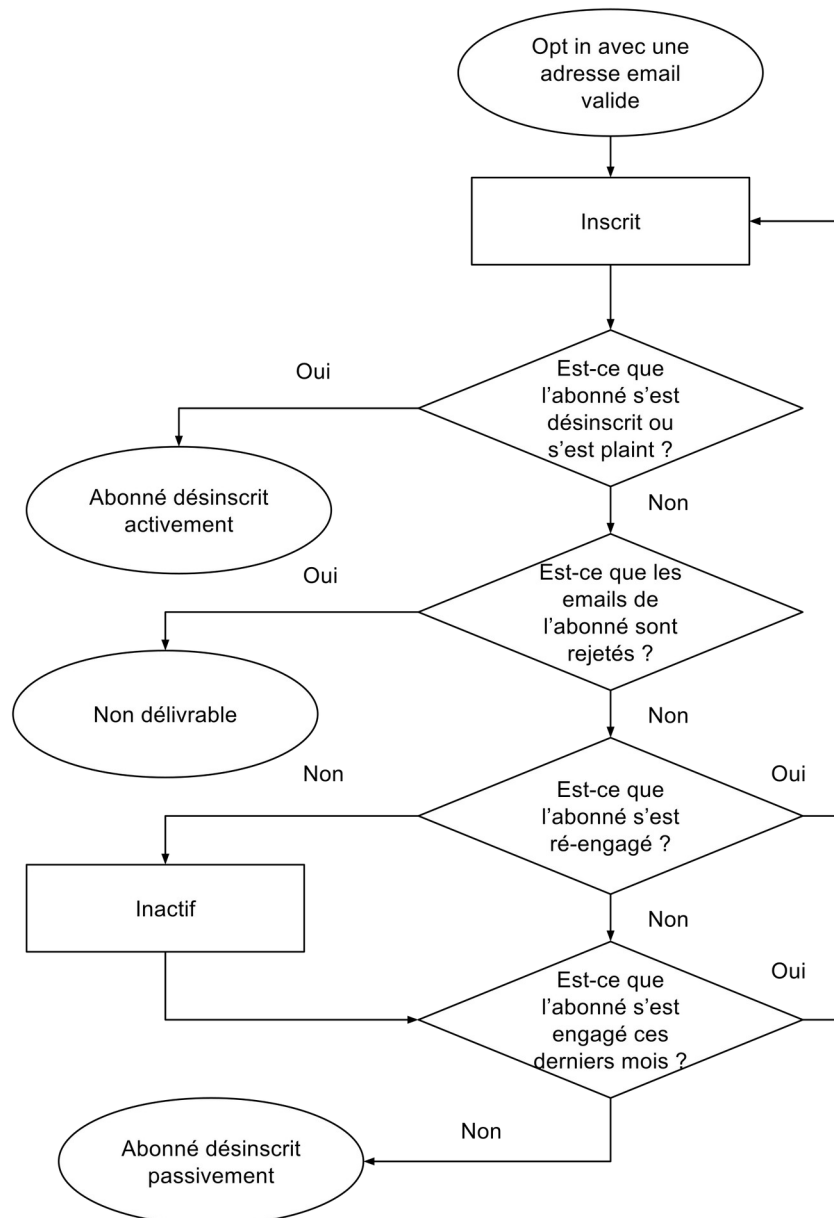 Opt in avec une
adresse email
valide
Inscrit
Est-ce que
l’abonné s’est
désinscrit ou
s’est plaint ?
Oui
Abonné désinscrit
activement
Non
Est-ce que les
emails de
l’abonné sont
rejetés ?
Oui
Non délivrable
Non
Est-ce que
l’abonné s’est
ré-engagé ?
Non
Oui
Inactif
Non
Est-ce que
l’abonné s’est
engagé ces
derniers mois ?
Oui
Non
Abonné désinscrit
passivement